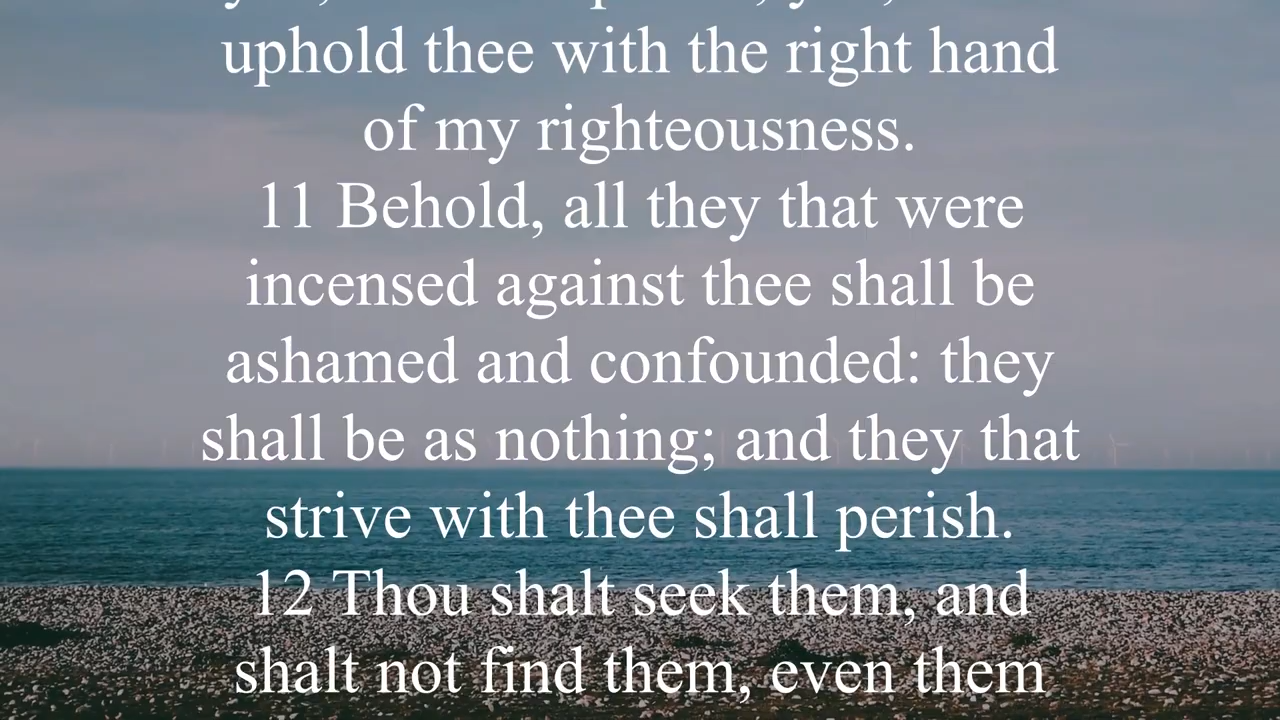 uphold thee with the right hand
of my righteousness.
11 Behold, all they that were
incensed against thee shall be
ashamed and confounded: they
shall be as nothing; and they that
strive with thee shall perish.
12 Thou shalt seek them, and
shalt not find them, even them